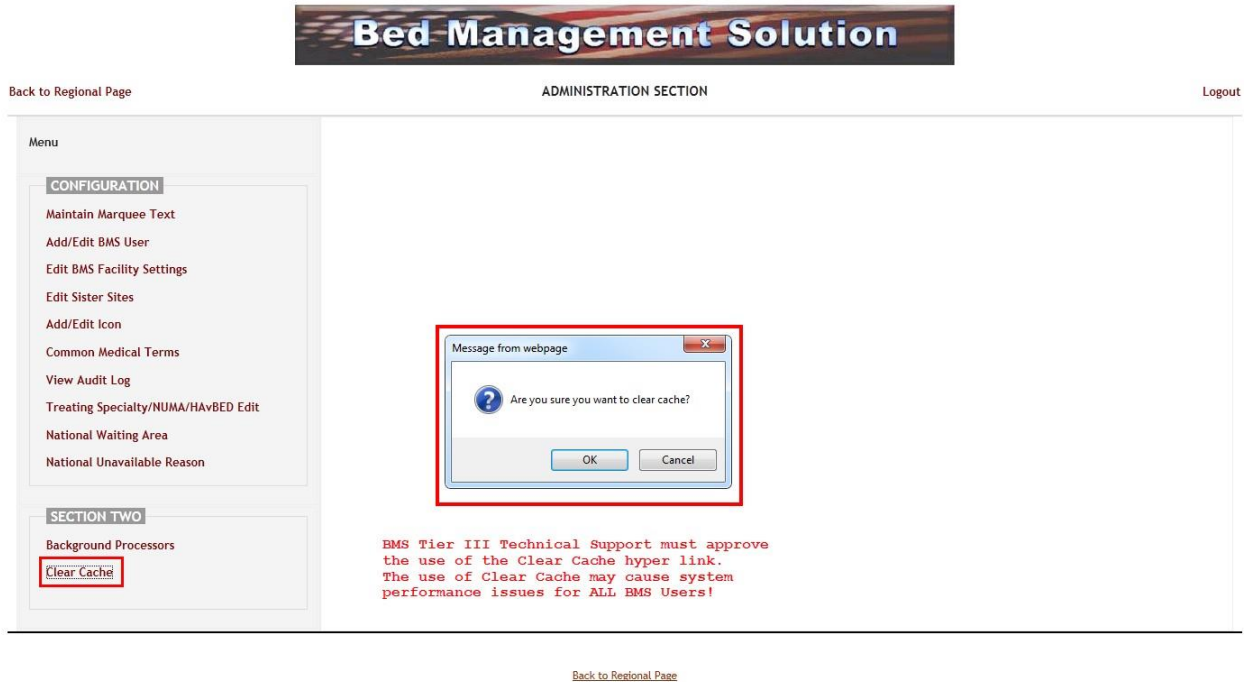 Bed Management Solution
Back to Regional Page
ADMINISTRATION SECTION
Logout
Menu
CONFIGURATION
Maintain Marquee Text
Add/Edit BMS User
Edit BMS Facility Settings
Edit Sister Sites
Add/Edit Icon
Common Medical Terms
View Audit Log
Treating Specialty/NUMA/HAvBED Edit
National Waiting Area
National Unavailable Reason
SECTION TWO
Background Processors
Clear Cache
Message from webpage
Are you sure you want to clear cache?
OK
Cancel
BMS Tier III Technical Support must approve
the use of the Clear Cache hyper link.
The use of Clear Cache may cause system
performance issues for ALL BMS Users!
Back to Regional Page